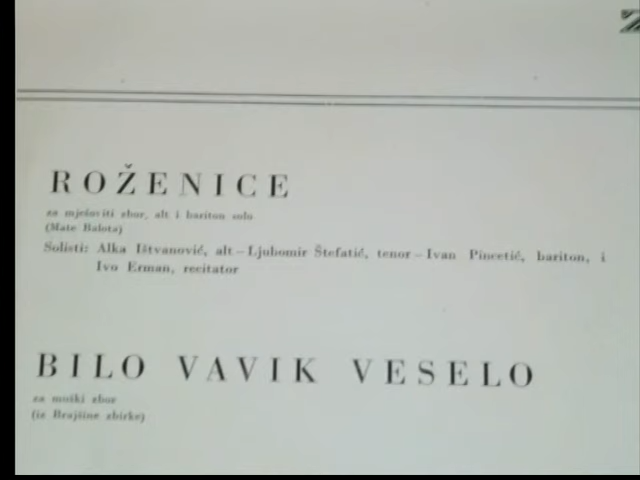 ROŽENICE
za mješoviti zbor, alt i bariton solo
(Mate Balota)
Solisti: Alka Ištvanović, alt – Ljubomir Štefatić, tenor – Ivan Pincetić, bariton, i
Ivo Erman, recitator
BILO VAVIK VESELO
za muški zbor
(iz Brajšine zbirke)